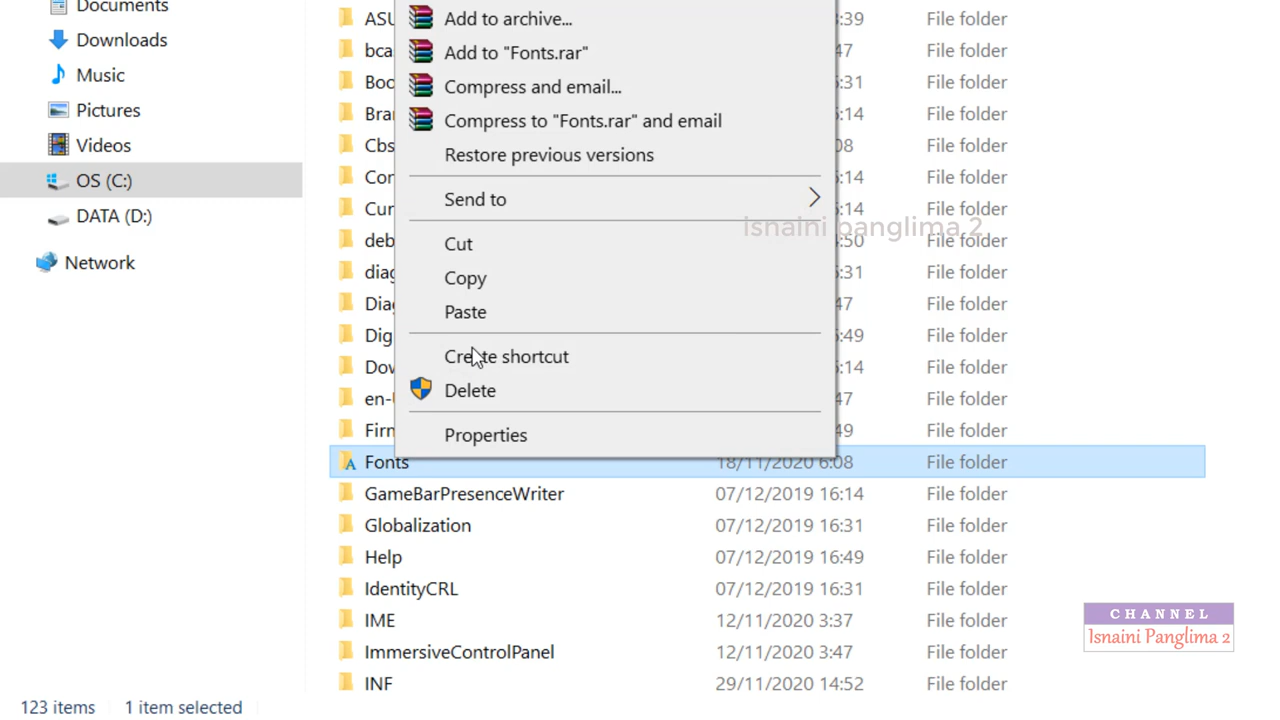 Documents
Downloads
Music
Pictures
Videos
OS (C:)
DATA (D:)
Network
Add to archive...
Add to "Fonts.rar"
Compress and email...
Compress to "Fonts.rar" and email
Restore previous versions
Send to
Cut
Copy
Paste
Create shortcut
Delete
Properties
isnaini panglima 2
ASU :39 File folder
bca 47 File folder
Boo :31 File folder
Bra :14 File folder
Cbs 08 File folder
Con 5:14 File folder
Cur 5:14 File folder
deb 4:50 File folder
diag 5:31 File folder
Dia 47 File folder
Dig 5:49 File folder
Dov 5:14 File folder
en- 47 File folder
Firn 49 File folder
Fonts 18/11/2020 6:08 File folder
GameBarPresenceWriter 07/12/2019 16:14 File folder
Globalization 07/12/2019 16:31 File folder
Help 07/12/2019 16:49 File folder
IdentityCRL 07/12/2019 16:31 File folder
IME 12/11/2020 3:37 File folder
ImmersiveControlPanel 12/11/2020 3:47 File folder
INF 29/11/2020 14:52 File folder
CHANNEL
Isnaini Panglima 2
123 items 1 item selected